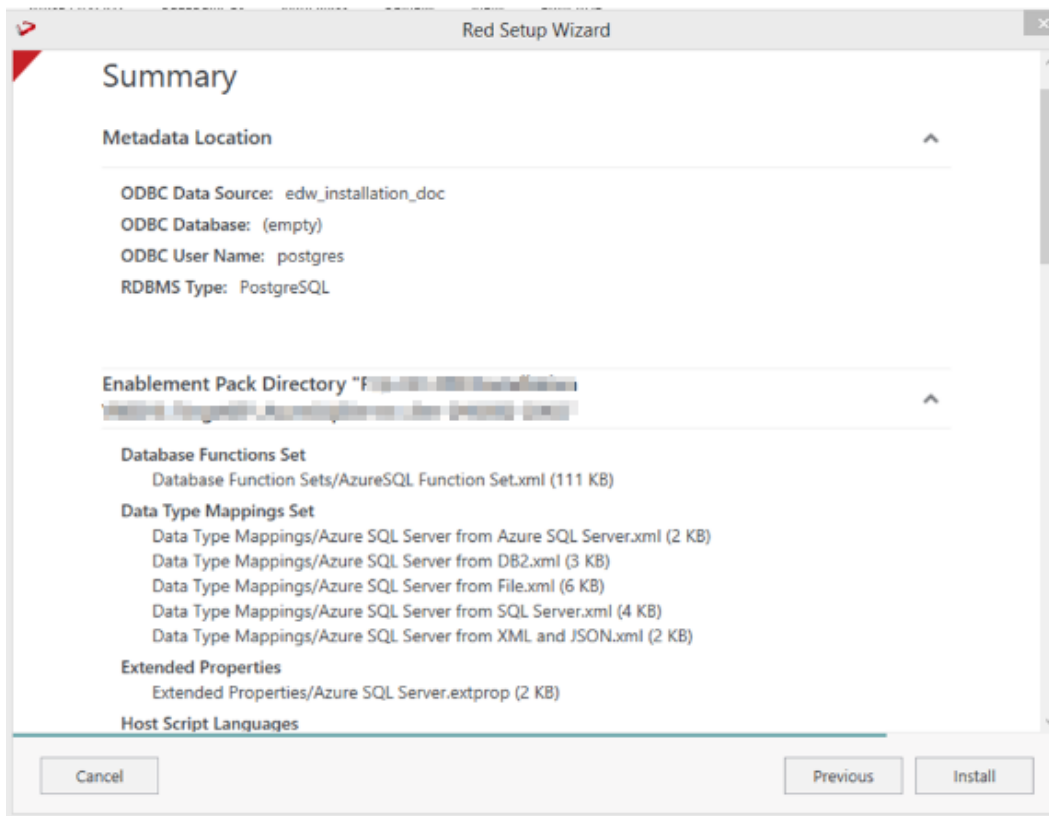 Red Setup Wizard
Summary
Metadata Location
ODBC Data Source: edw_installation_doc
ODBC Database: (empty)
ODBC User Name: postgres
RDBMS Type: PostgreSQL
Enablement Pack Directory "F
Database Functions Set
Database Function Sets/AzureSQL Function Set.xml (111 KB)
Data Type Mappings Set
Data Type Mappings/Azure SQL Server from Azure SQL Server.xml (2 KB)
Data Type Mappings/Azure SQL Server from DB2.xml (3 KB)
Data Type Mappings/Azure SQL Server from File.xml (6 KB)
Data Type Mappings/Azure SQL Server from SQL Server.xml (4 KB)
Data Type Mappings/Azure SQL Server from XML and JSON.xml (2 KB)
Extended Properties
Extended Properties/Azure SQL Server.extprop (2 KB)
Host Script Languages
Cancel Previous Install